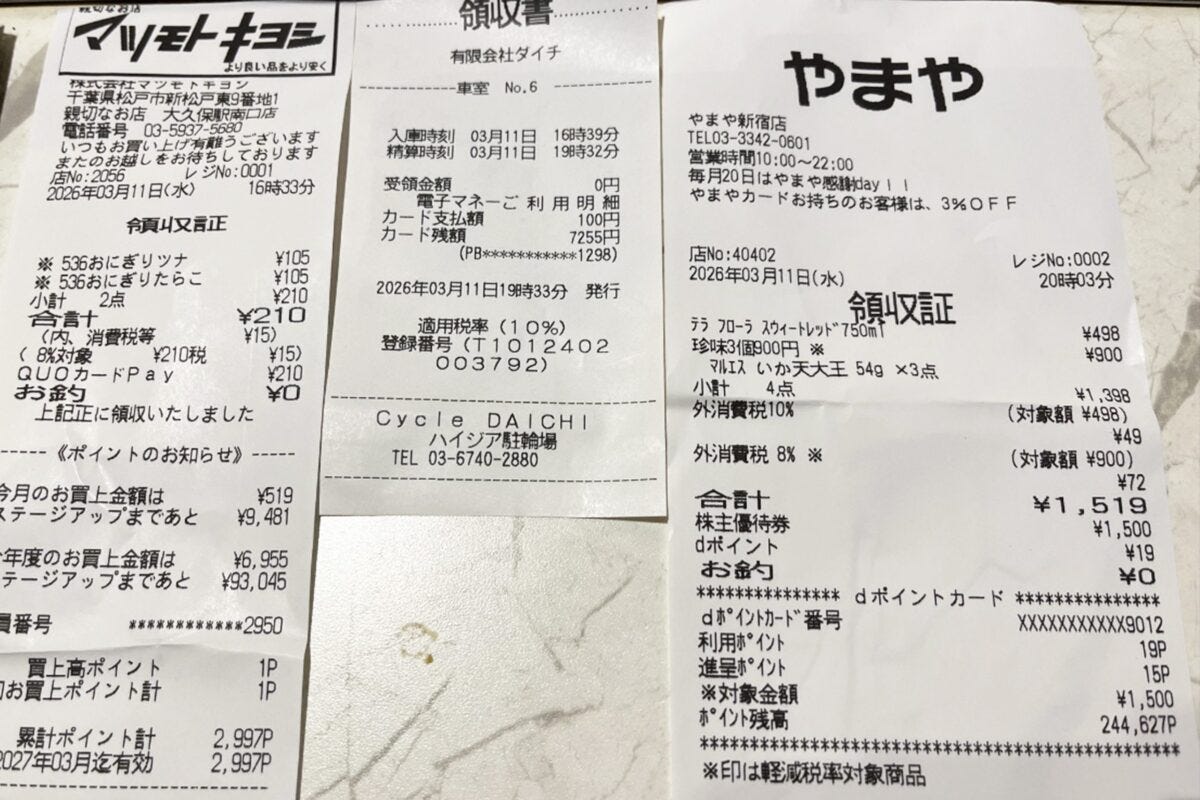 親切なお店
マツモトキヨシ
より良い品をより安く
株式会社マツモトキヨシ
千葉県松戸市新松戸東9番地1
親切なお店 大久保駅南口店
電話番号 03-5937-5680
いつもお買い上げ有難うございます
またのお越しをお待ちしております
店No:2056 レジNo:0001
2026年03月11日(水) 16時33分
領収証
※ 536おにぎりツナ ¥105
※ 536おにぎりたらこ ¥105
小計 2点 ¥210
合計 ¥210
(内、消費税等 ¥15)
( 8%対象 ¥210税 ¥15)
QUOカードPay ¥210
お釣 ¥0
上記正に領収いたしました
------《ポイントのお知らせ》-----
今月のお買上金額は ¥519
ステージアップまであと ¥9,481
年度のお買上金額は ¥6,955
テージアップまであと ¥93,045
員番号 ************2950
買上高ポイント 1P
お買上ポイント計 1P
累計ポイント計 2,997P
2027年03月迄有効 2,997P
領収書
有限会社ダイチ
車室 No.6
入庫時刻 03月11日 16時39分
精算時刻 03月11日 19時32分
受領金額 0円
電子マネーご利用明細
カード支払額 100円
カード残額 7255円
(PB***********1298)
2026年03月11日19時33分 発行
適用税率(10%)
登録番号(T1012402
003792)
Cycle DAICHI
ハイジア駐輪場
TEL 03-6740-2880
やまや
やまや新宿店
TEL03-3342-0601
営業時間10:00〜22:00
毎月20日はやまや感謝day!!
やまやカードお持ちのお客様は、3%OFF
店No:40402 レジNo:0002
2026年03月11日(水) 20時03分
領収証
テラ フローラ スウィートレッド750ml ¥498
珍味3個900円 ※ ¥900
マルエス いか天大王 54g ×3点
小計 4点 ¥1,398
外消費税10% (対象額 ¥498)
¥49
外消費税 8% ※ (対象額 ¥900)
¥72
合計 ¥1,519
株主優待券 ¥1,500
dポイント ¥19
お釣 ¥0
*************** dポイントカード ***************
dポイントカード番号 XXXXXXXXXXX9012
利用ポイント 19P
進呈ポイント 15P
※対象金額 ¥1,500
ポイント残高 244,627P
************************************************
※印は軽減税率対象商品